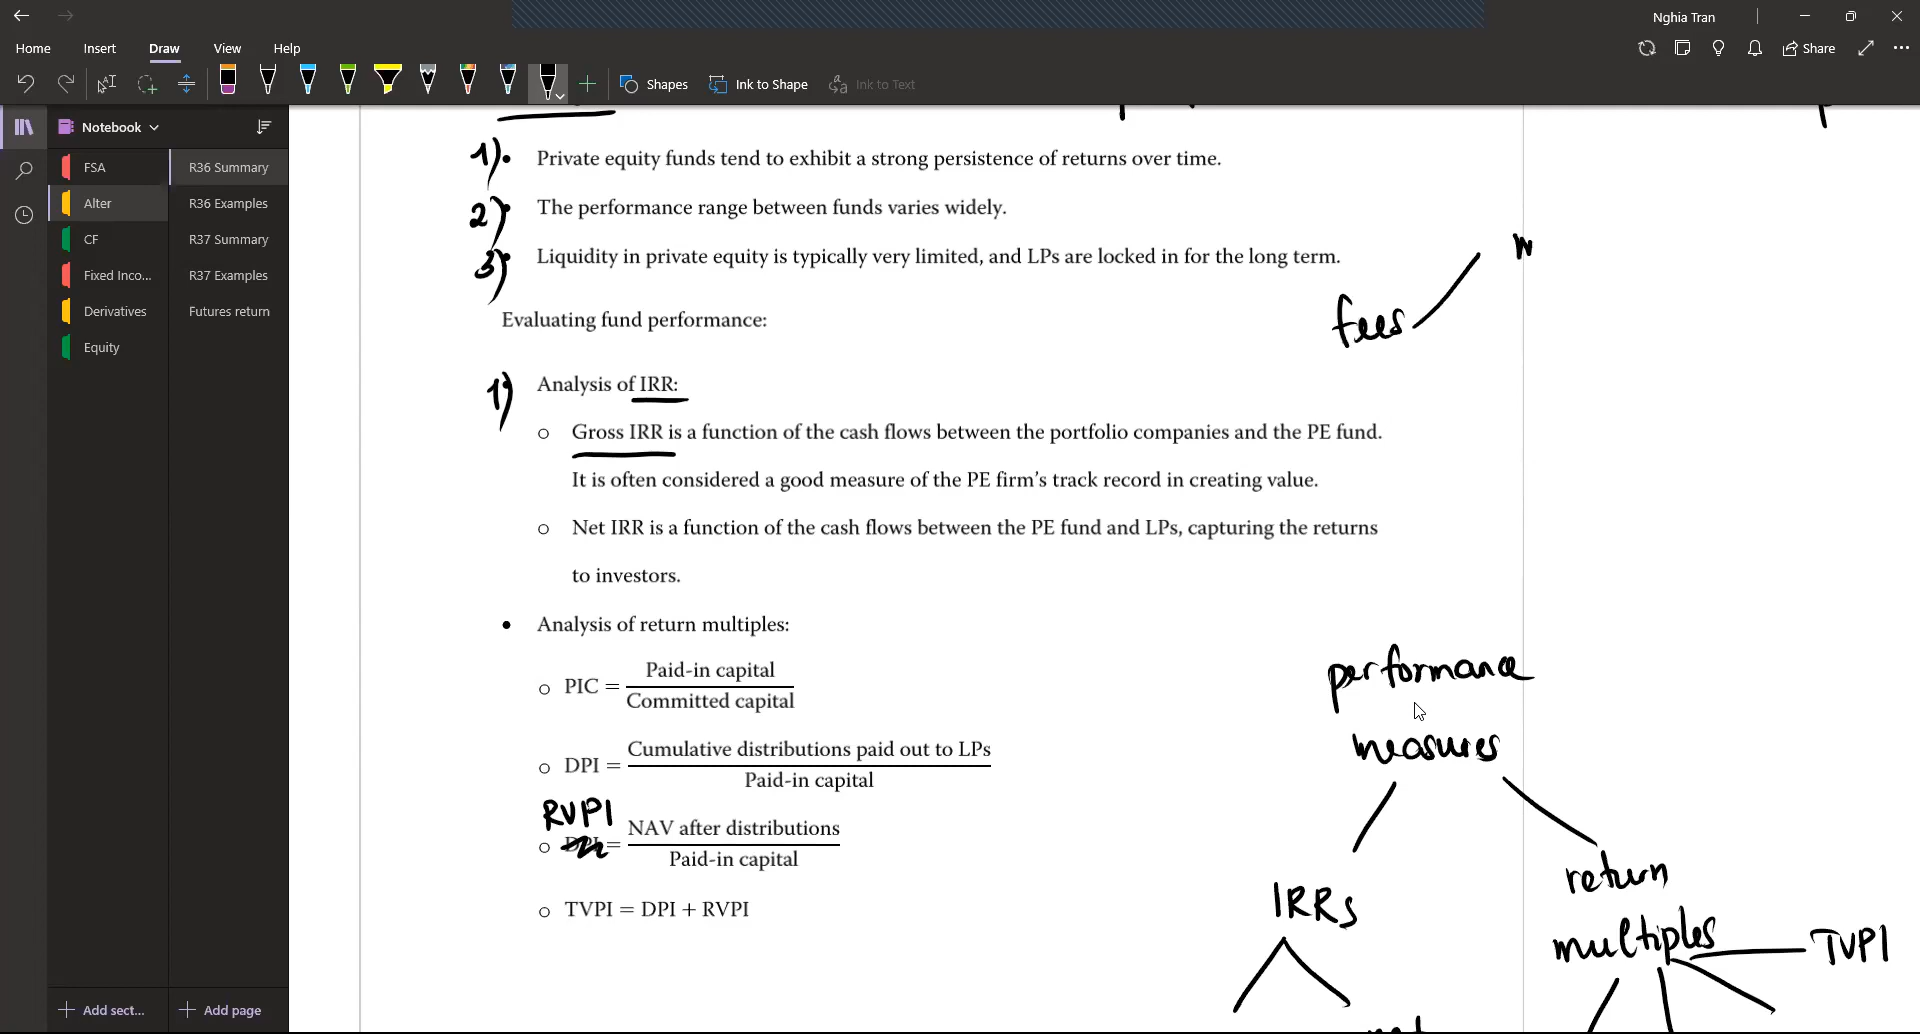 Nghia Tran
Home Insert Draw View Help
Share
Shapes Ink to Shape Ink to Text
Notebook
FSA
Alter
CF
Fixed Inco...
Derivatives
Equity
R36 Summary
R36 Examples
R37 Summary
R37 Examples
Futures return
Add sect... Add page
1) • Private equity funds tend to exhibit a strong persistence of returns over time.
2) • The performance range between funds varies widely.
3) • Liquidity in private equity is typically very limited, and LPs are locked in for the long term.
fees
Evaluating fund performance:
1) Analysis of IRR:
○ Gross IRR is a function of the cash flows between the portfolio companies and the PE fund.
It is often considered a good measure of the PE firm's track record in creating value.
○ Net IRR is a function of the cash flows between the PE fund and LPs, capturing the returns
to investors.
• Analysis of return multiples:
○ PIC = Paid-in capital
Committed capital
○ DPI = Cumulative distributions paid out to LPs
Paid-in capital
RVPI
○ DPI = NAV after distributions
Paid-in capital
○ TVPI = DPI + RVPI
performance
measures
IRRs
return
multiples
TVPI